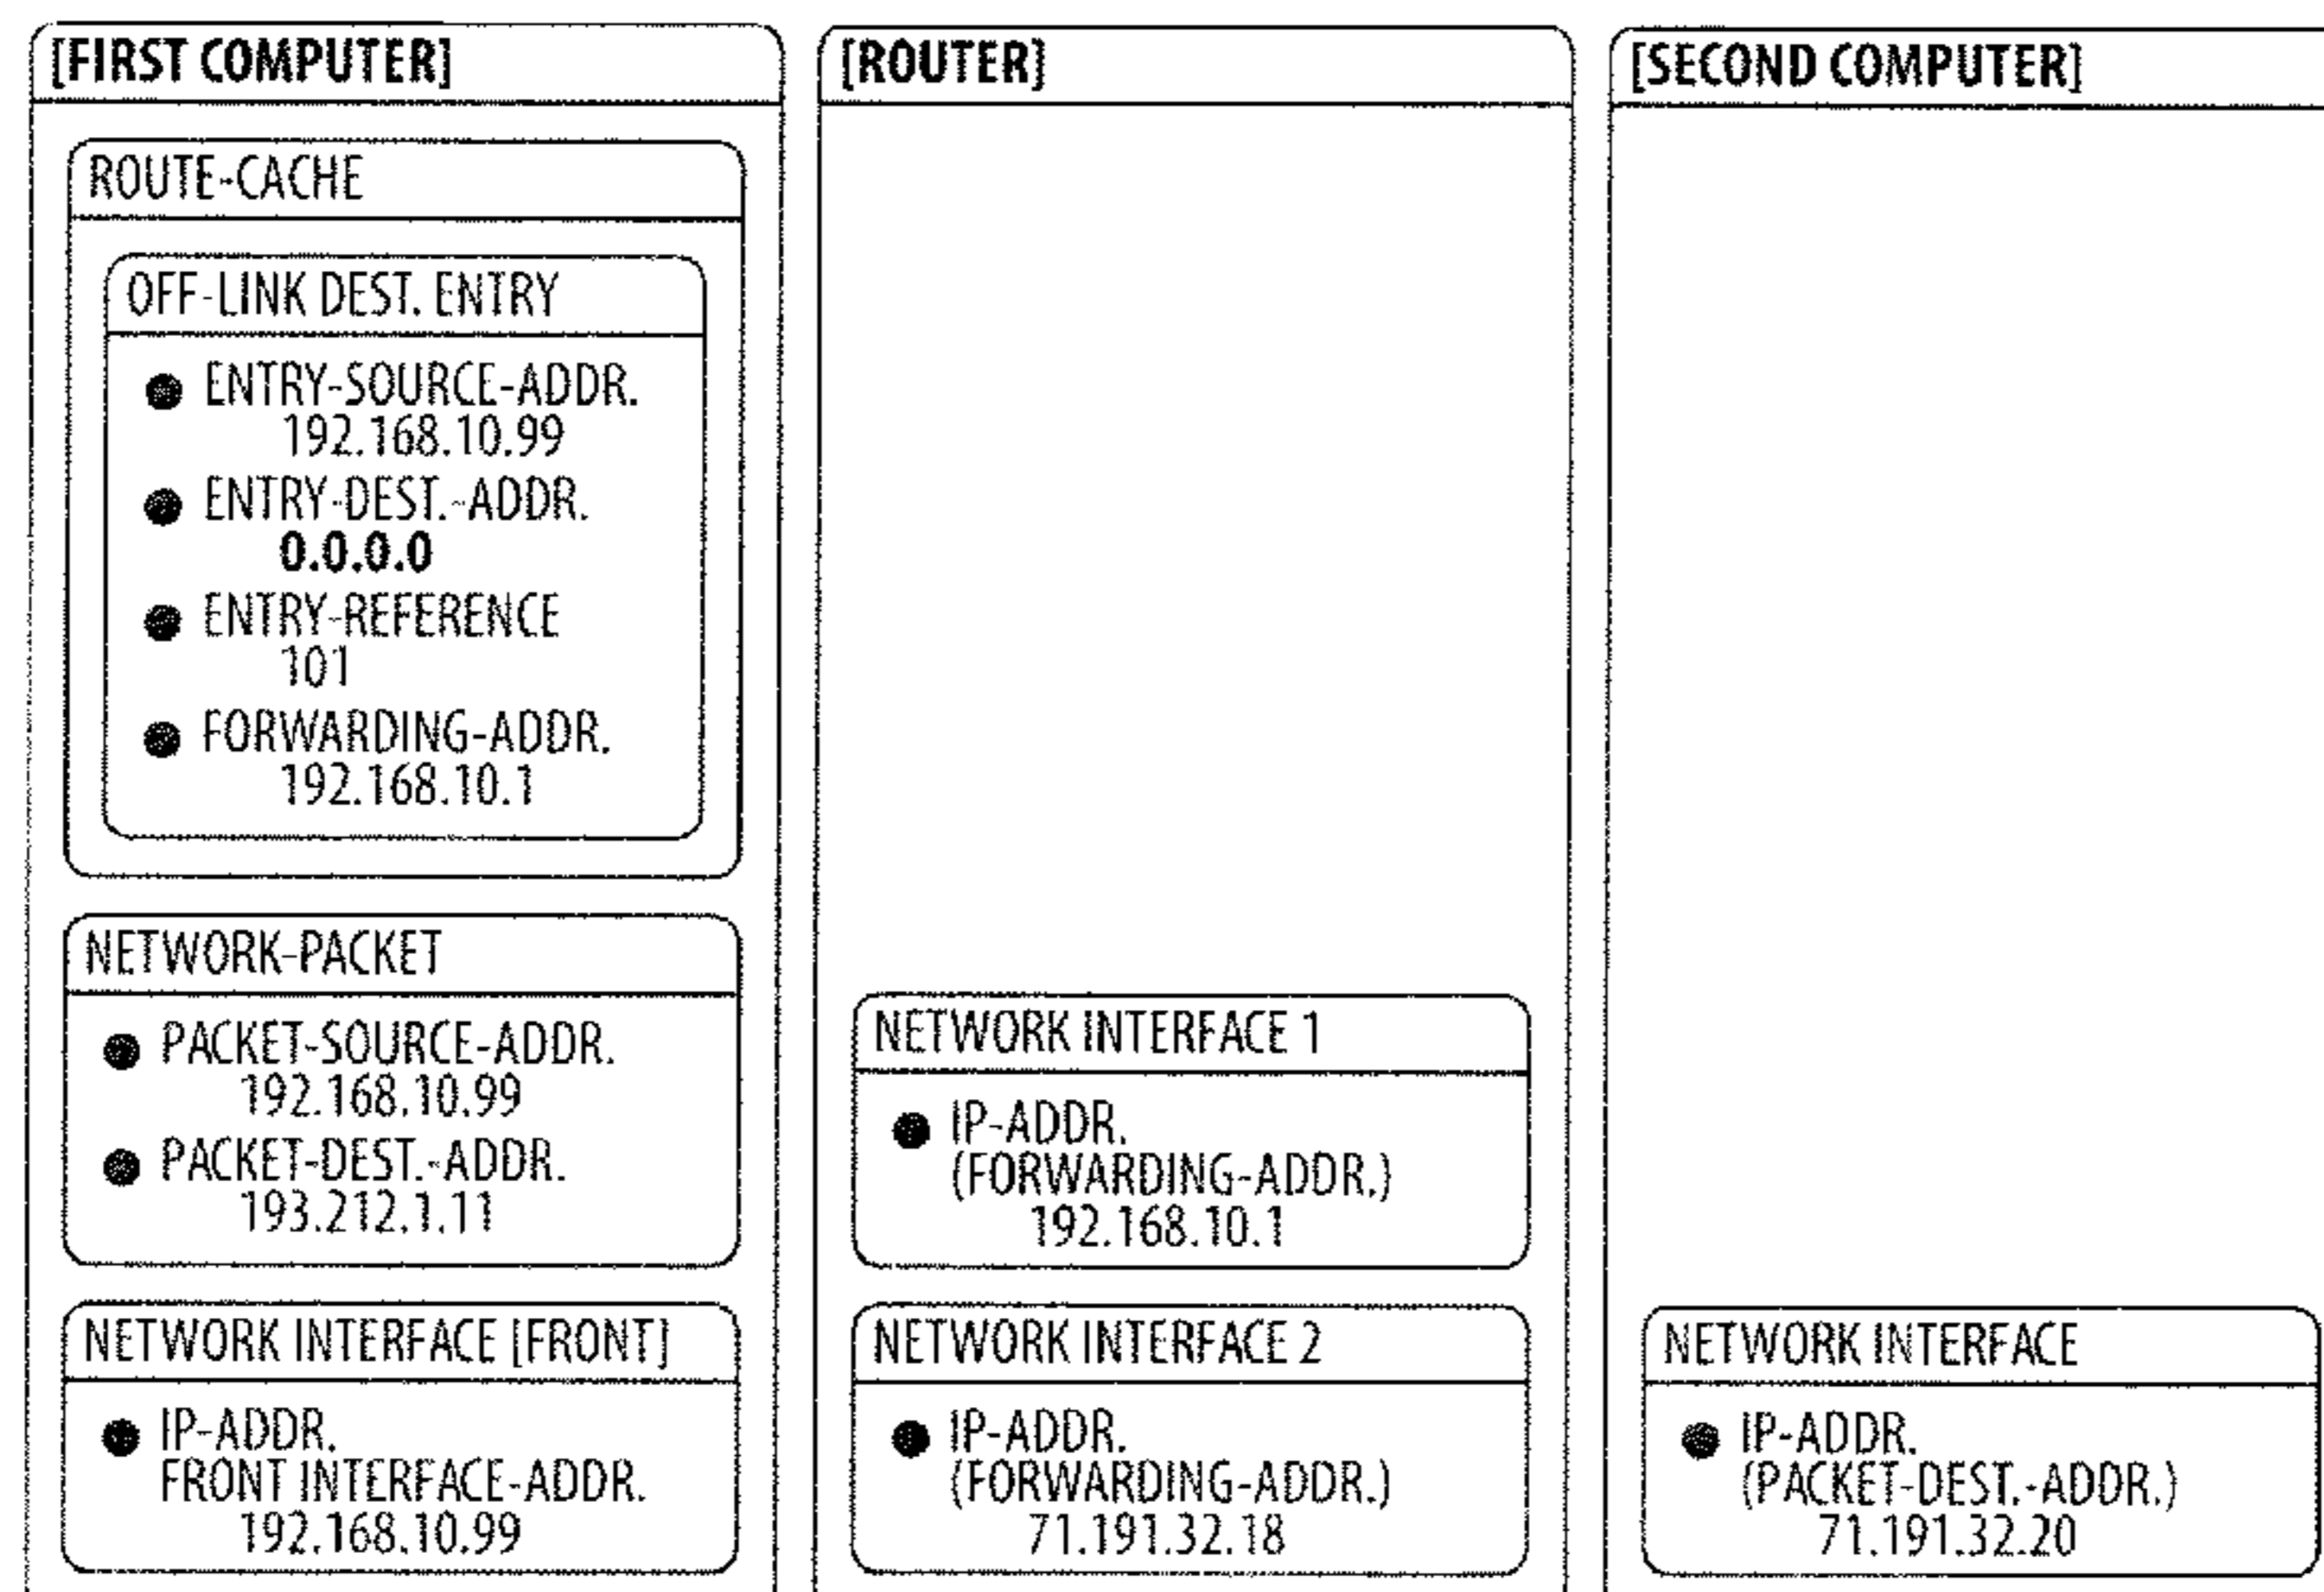 [FIRST COMPUTER]
ROUTE-CACHE
OFF-LINK DEST. ENTRY
ENTRY-SOURCE-ADDR.
192.168.10.99
ENTRY-DEST.-ADDR.
0.0.0.0
ENTRY-REFERENCE
101
FORWARDING-ADDR.
192.168.10.1
NETWORK-PACKET
PACKET-SOURCE-ADDR.
192.168.10.99
PACKET-DEST.-ADDR.
193.212.1.11
NETWORK INTERFACE [FRONT]
IP-ADDR.
FRONT INTERFACE-ADDR.
192.168.10.99
[ROUTER]
NETWORK INTERFACE 1
IP-ADDR.
(FORWARDING-ADDR.)
192.168.10.1
NETWORK INTERFACE 2
IP-ADDR.
(FORWARDING-ADDR.)
71.191.32.18
[SECOND COMPUTER]
NETWORK INTERFACE
IP-ADDR.
(PACKET-DEST.-ADDR.)
71.191.32.20